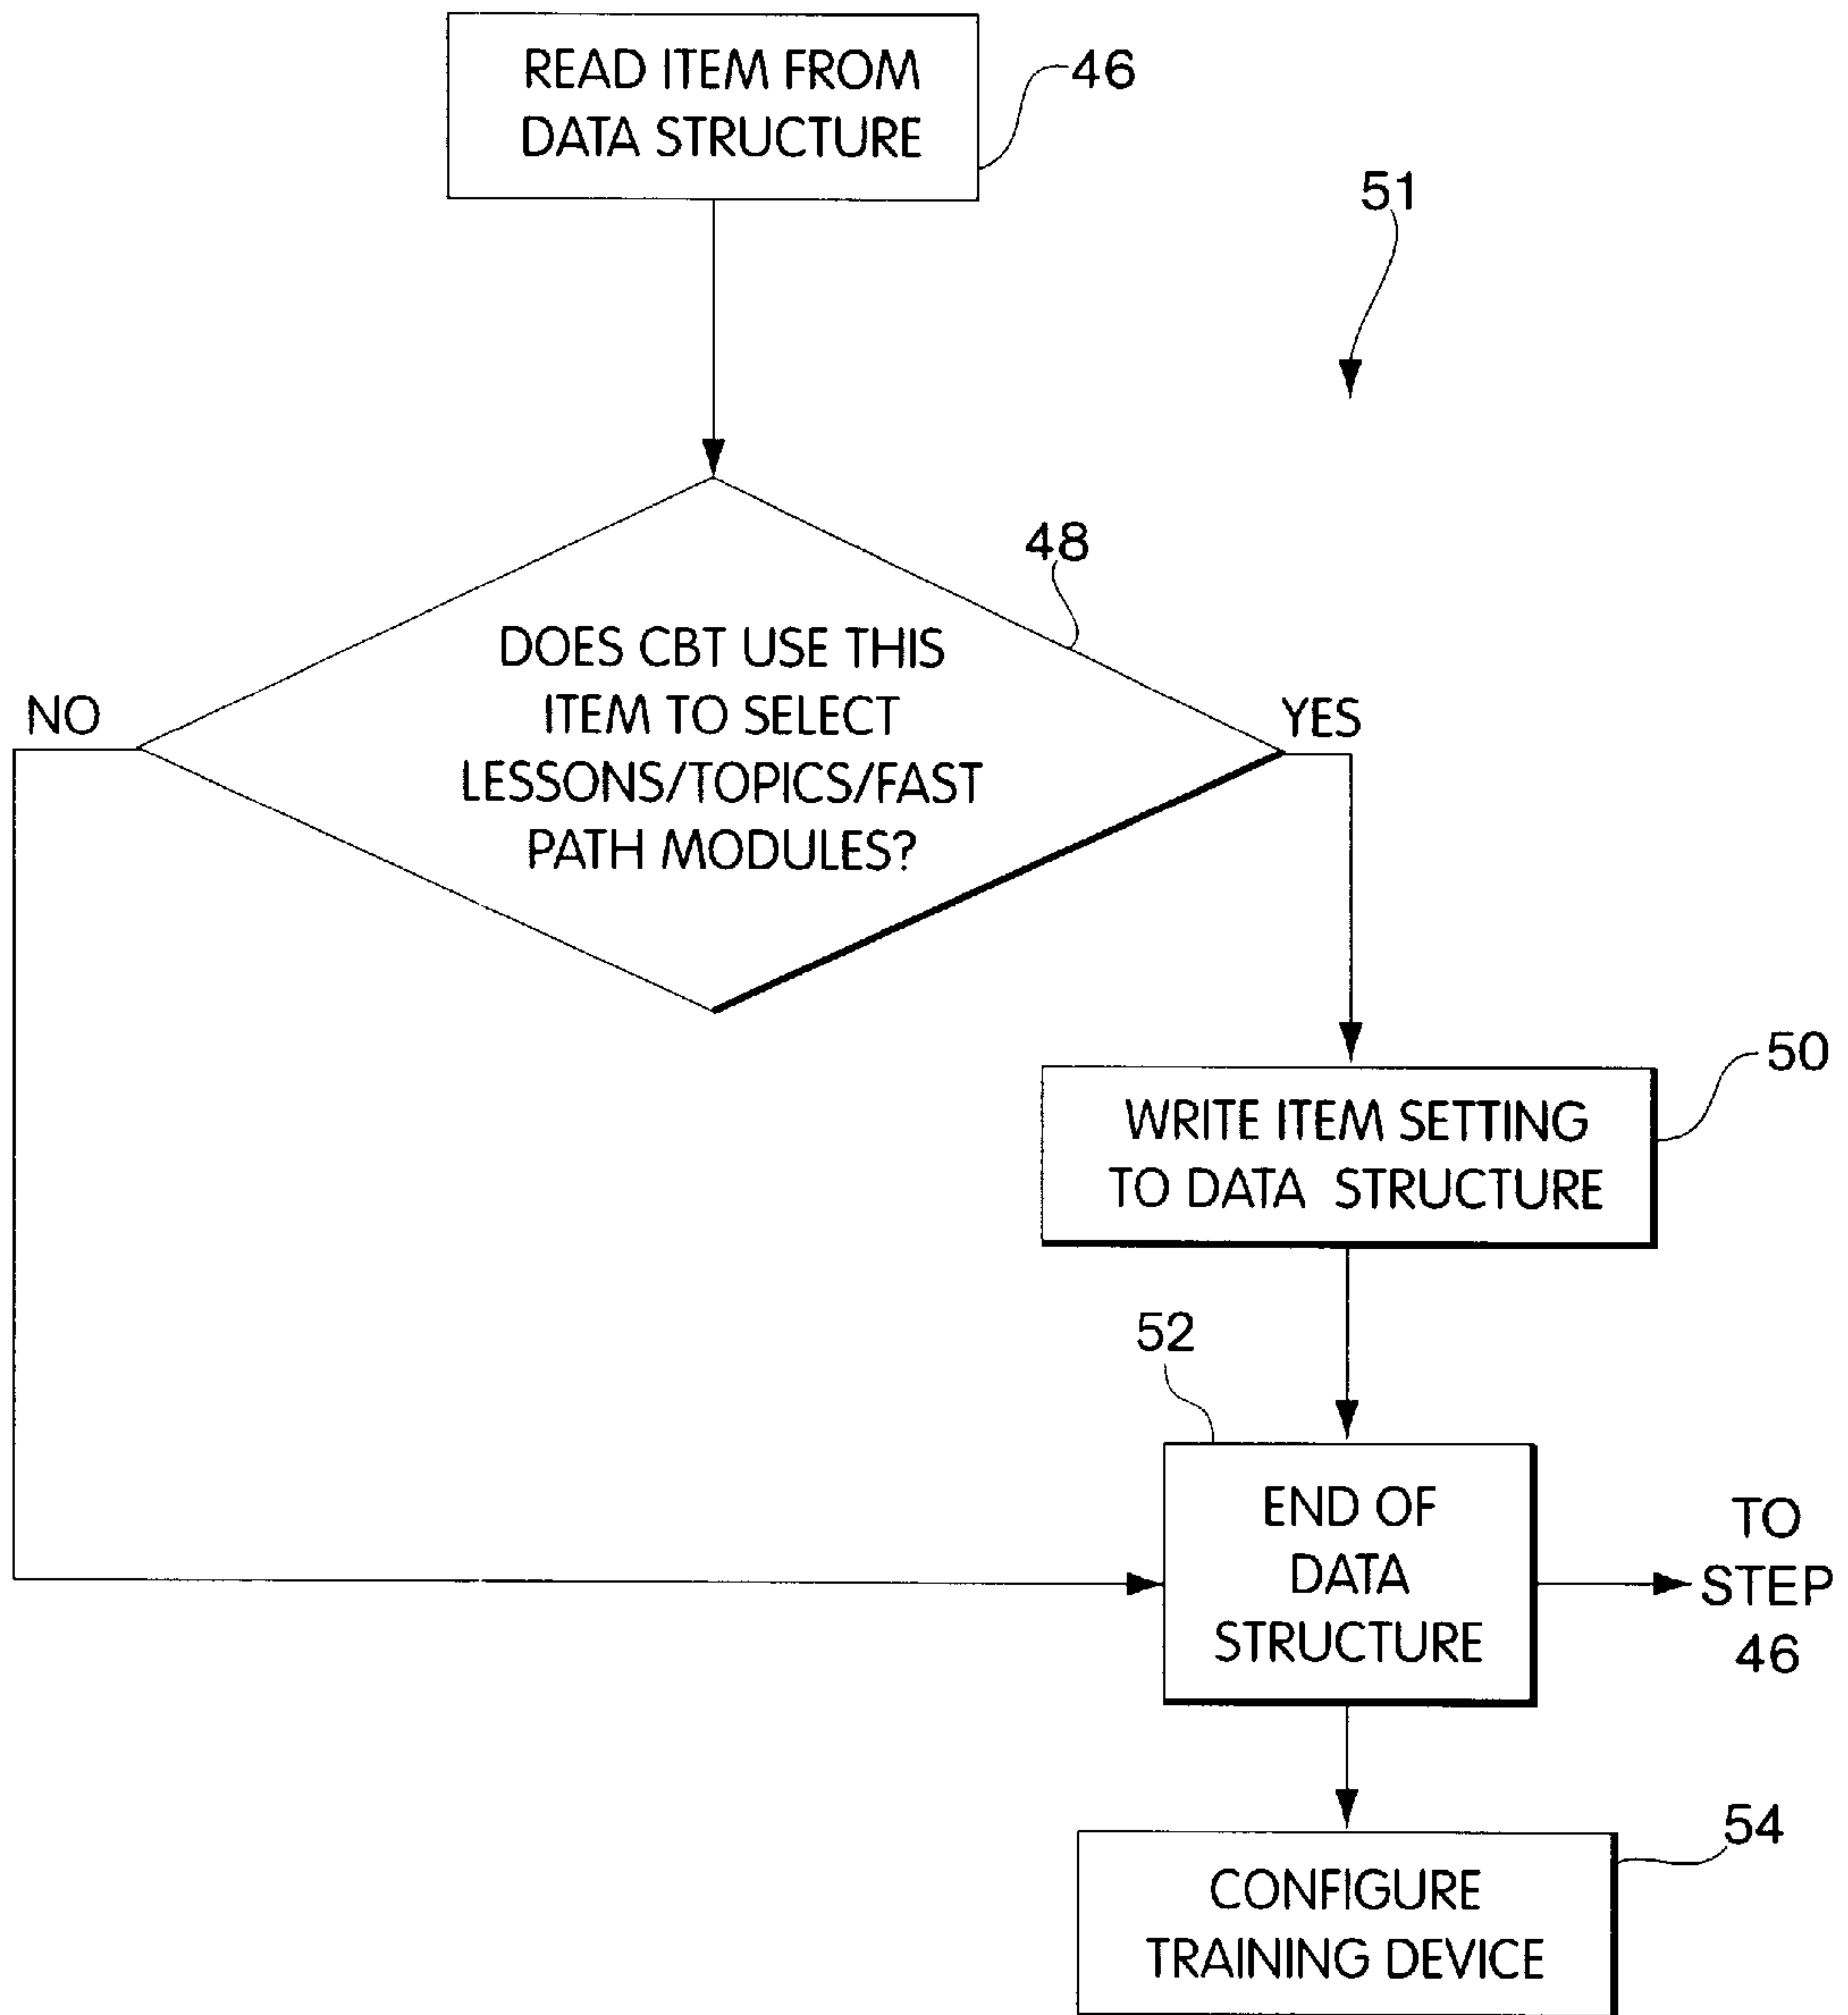 READ ITEM FROM
DATA STRUCTURE
46
51
48
DOES CBT USE THIS
ITEM TO SELECT
LESSONS/TOPICS/FAST
PATH MODULES?
NO
YES
50
WRITE ITEM SETTING
TO DATA STRUCTURE
52
END OF
DATA
STRUCTURE
TO
STEP
46
54
CONFIGURE
TRAINING DEVICE